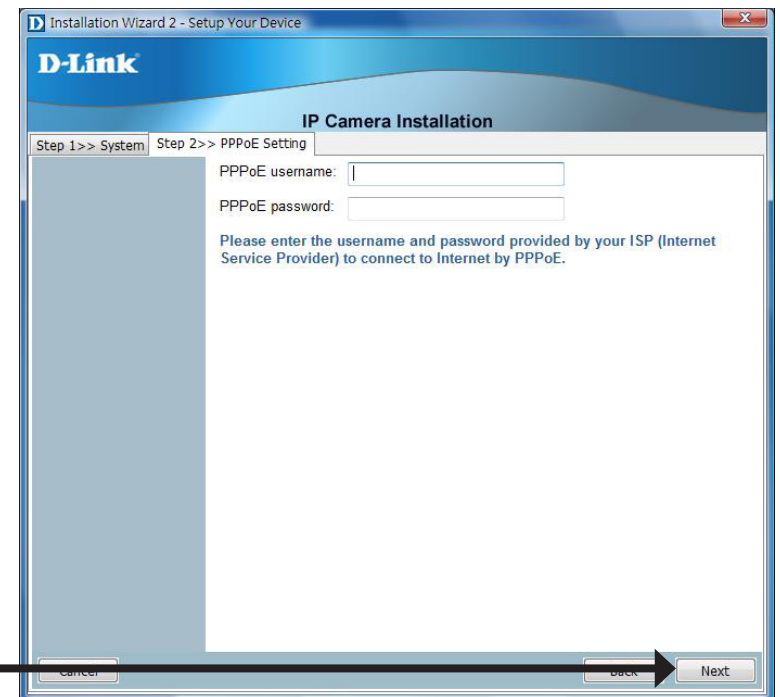 D Installation Wizard 2 - Setup Your Device
D-Link
IP Camera Installation
Step 1>> System Step 2>> PPPoE Setting
PPPoE username:
PPPoE password:
Please enter the username and password provided by your ISP (Internet
Service Provider) to connect to Internet by PPPoE.
Cancel Back Next